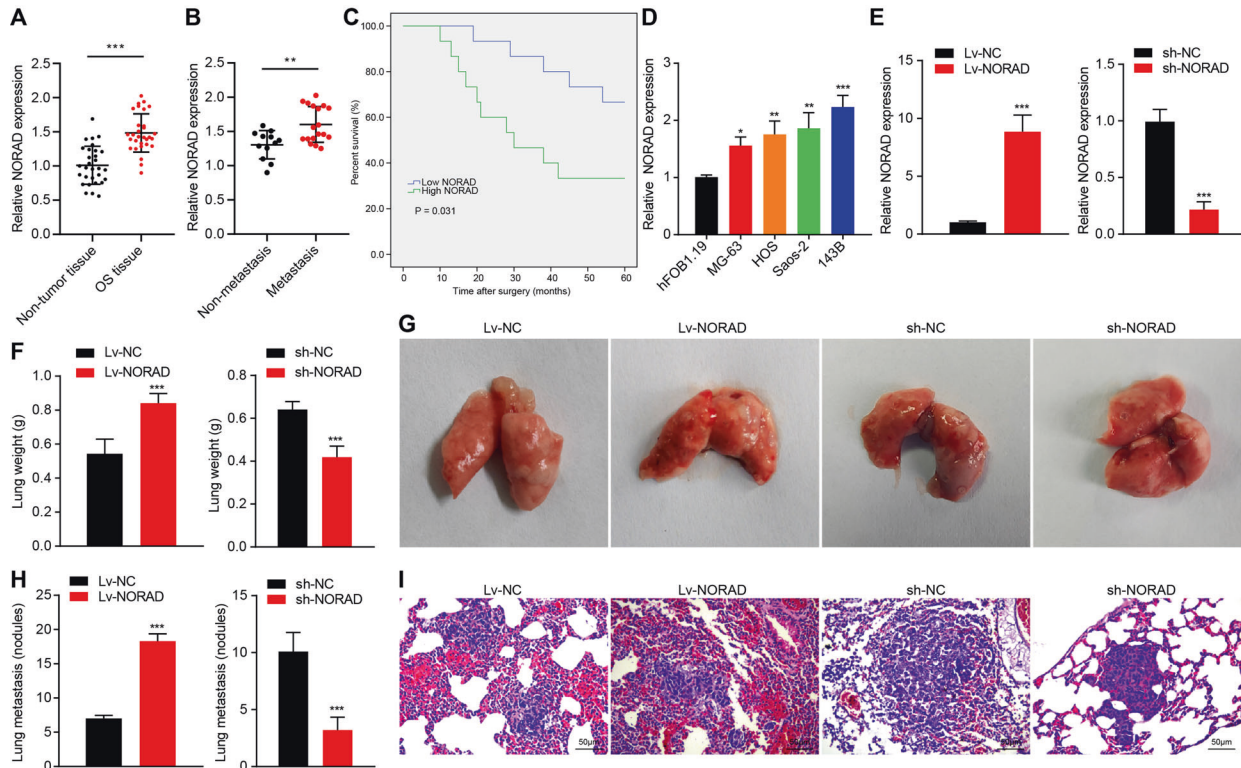 A
Relative NORAD expression
2.5
2.0
1.5
1.0
0.5
0.0
***
Non-tumor tissue
OS tissue
B
Relative NORAD expression
2.5
2.0
1.5
1.0
0.5
0.0
**
Non-metastasis
Metastasis
C
Percent survival (%)
100.0
80.0
60.0
40.0
20.0
0.0
Low NORAD
High NORAD
P = 0.031
0 10 20 30 40 50 60
Time after surgery (months)
D
Relative NORAD expression
3
2
1
0
*
**
**
***
hFOB1.19
MG-63
HOS
Saos-2
143B
E
Lv-NC
Lv-NORAD
Relative NORAD expression
15
10
5
0
***
sh-NC
sh-NORAD
Relative NORAD expression
1.5
1.0
0.5
0.0
***
F
Lv-NC
Lv-NORAD
Lung weight (g)
1.0
0.8
0.6
0.4
0.2
0.0
***
sh-NC
sh-NORAD
Lung weight (g)
0.6
0.4
0.2
0.0
***
G
Lv-NC
Lv-NORAD
sh-NC
sh-NORAD
H
Lv-NC
Lv-NORAD
Lung metastasis (nodules)
25
20
15
10
5
0
***
sh-NC
sh-NORAD
Lung metastasis (nodules)
15
10
5
0
***
I
Lv-NC
Lv-NORAD
sh-NC
sh-NORAD
50μm
50μm
50μm